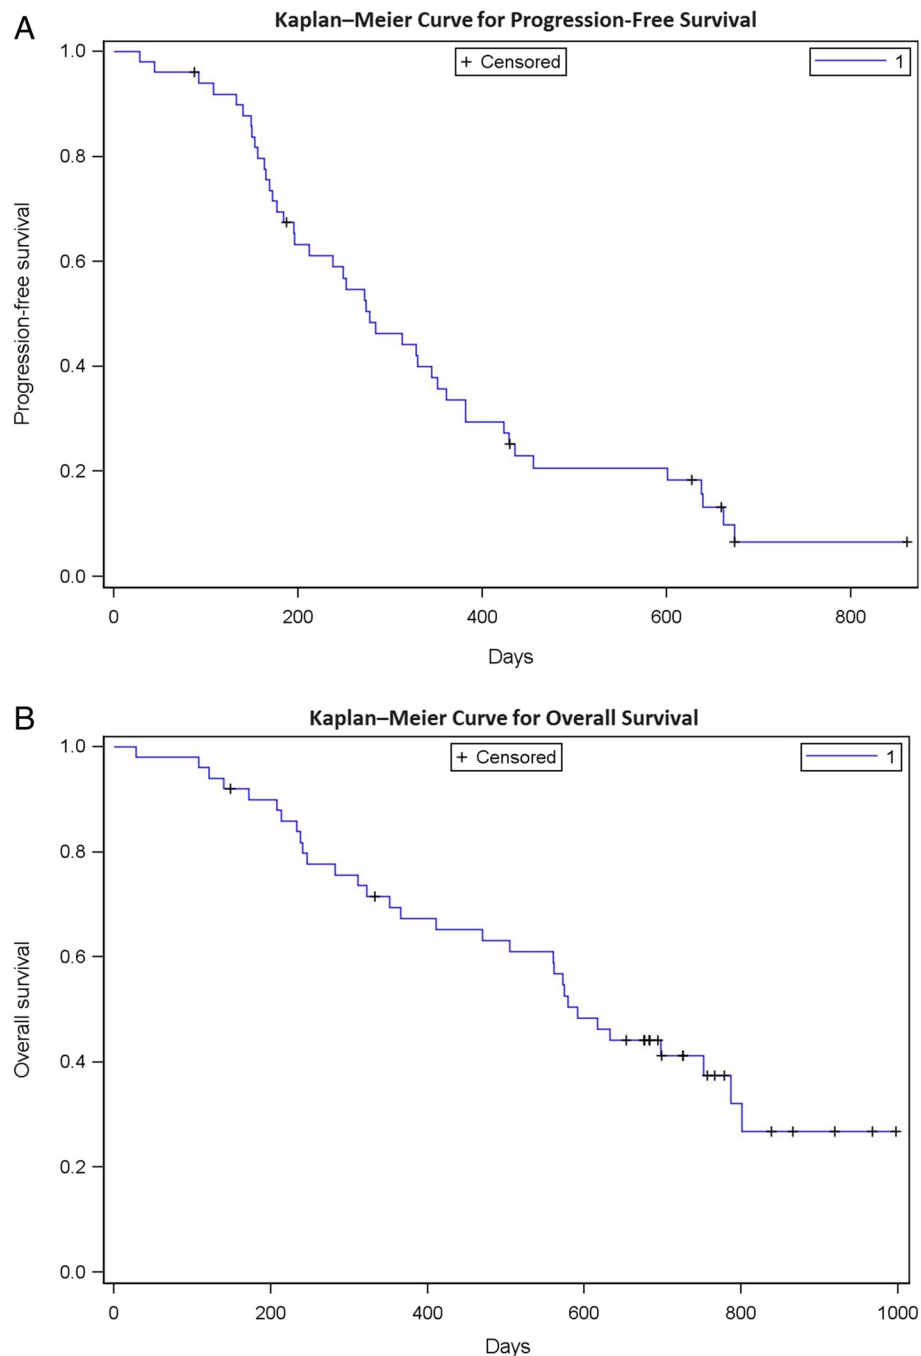 A
Kaplan–Meier Curve for Progression-Free Survival
+ Censored
1
Progression-free survival
1.0
0.8
0.6
0.4
0.2
0.0
0 200 400 600 800
Days
B
Kaplan–Meier Curve for Overall Survival
+ Censored
1
Overall survival
1.0
0.8
0.6
0.4
0.2
0.0
0 200 400 600 800 1000
Days